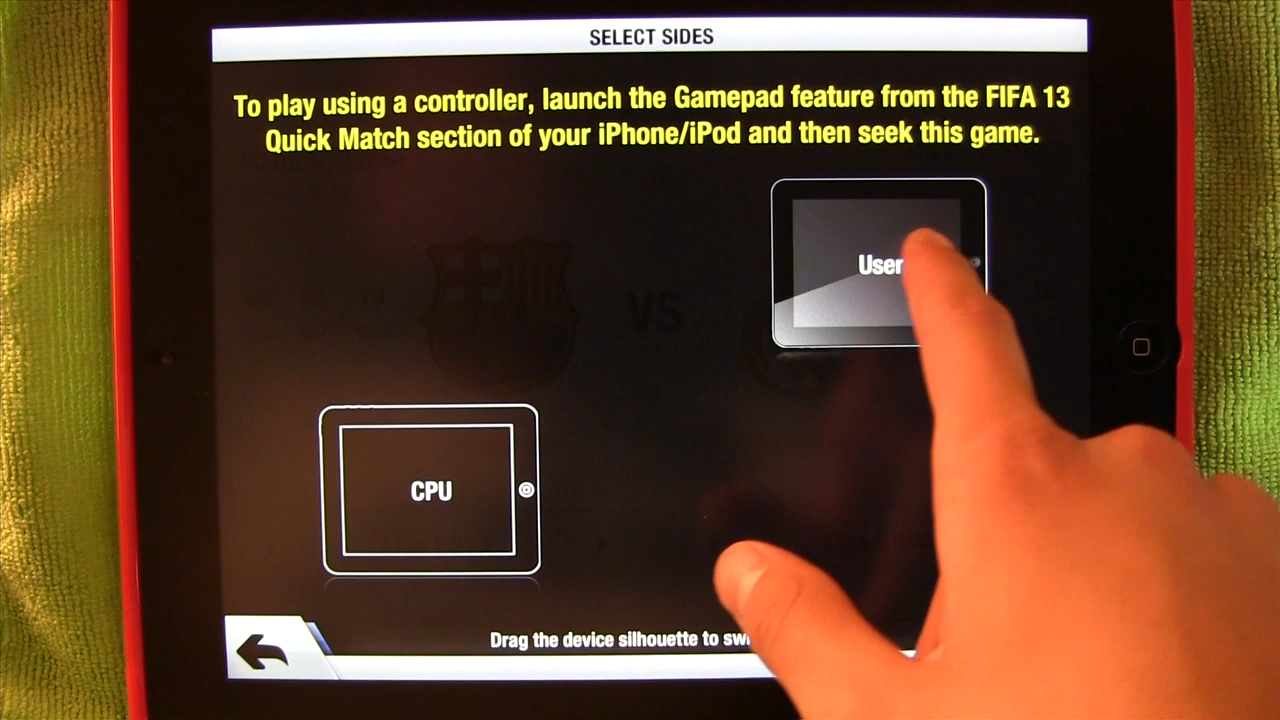 SELECT SIDES
To play using a controller, launch the Gamepad feature from the FIFA 13
Quick Match section of your iPhone/iPod and then seek this game.
User
VS
CPU
Drag the device silhouette to